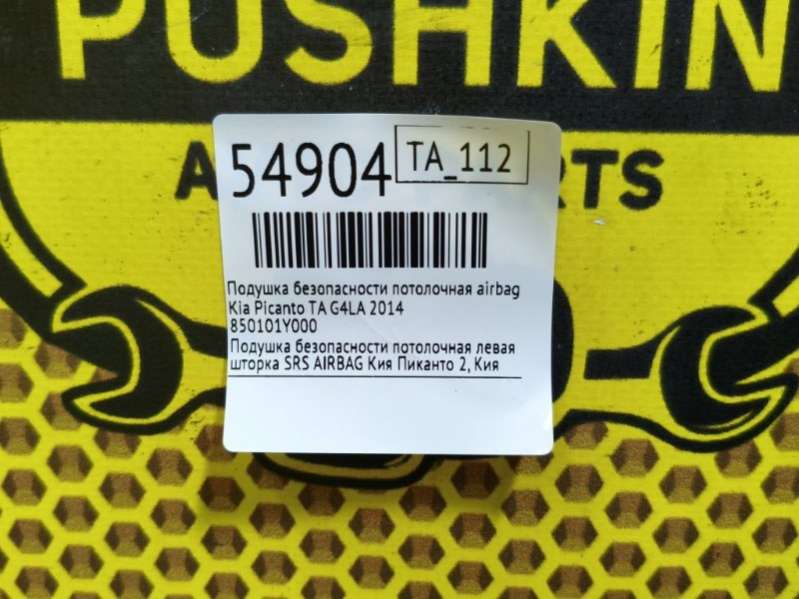 PUSHKIN
54904 TA_112
Подушка безопасности потолочная airbag
Kia Picanto TA G4LA 2014
850101Y000
Подушка безопасности потолочная левая
шторка SRS AIRBAG Кия Пиканто 2, Кия